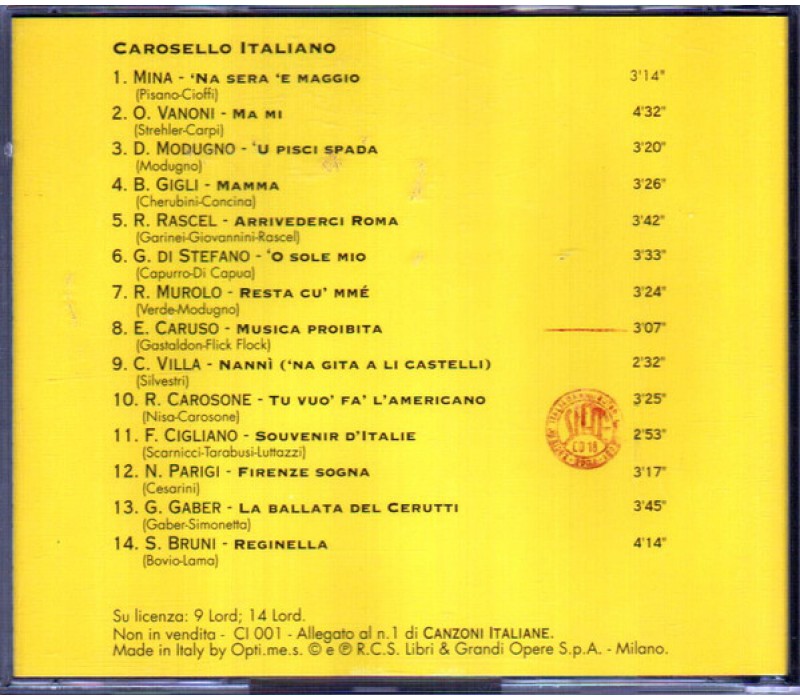 CAROSELLO ITALIANO
1. MINA - 'NA SERA 'E MAGGIO 3'14"
(Pisano-Cioffi)
2. O. VANONI - MA MI 4'32"
(Strehler-Carpi)
3. D. MODUGNO - 'U PISCI SPADA 3'20"
(Modugno)
4. B. GIGLI - MAMMA 3'26"
(Cherubini-Concina)
5. R. RASCEL - ARRIVEDERCI ROMA 3'42"
(Garinei-Giovannini-Rascel)
6. G. DI STEFANO - 'O SOLE MIO 3'33"
(Capurro-Di Capua)
7. R. MUROLO - RESTA CU' MMÉ 3'24"
(Verde-Modugno)
8. E. CARUSO - MUSICA PROIBITA 3'07"
(Gastaldon-Flick Flock)
9. C. VILLA - NANNÌ ('NA GITA A LI CASTELLI) 2'32"
(Silvestri)
10. R. CAROSONE - TU VUO' FA' L'AMERICANO 3'25"
(Nisa-Carosone)
11. F. CIGLIANO - SOUVENIR D'ITALIE 2'53"
(Scarnicci-Tarabusi-Luttazzi)
12. N. PARIGI - FIRENZE SOGNA 3'17"
(Cesarini)
13. G. GABER - LA BALLATA DEL CERUTTI 3'45"
(Gaber-Simonetta)
14. S. BRUNI - REGINELLA 4'14"
(Bovio-Lama)
CD 18
Su licenza: 9 Lord; 14 Lord.
Non in vendita - CI 001 - Allegato al n.1 di CANZONI ITALIANE.
Made in Italy by Opti.me.s. © e ℗ R.C.S. Libri & Grandi Opere S.p.A. - Milano.